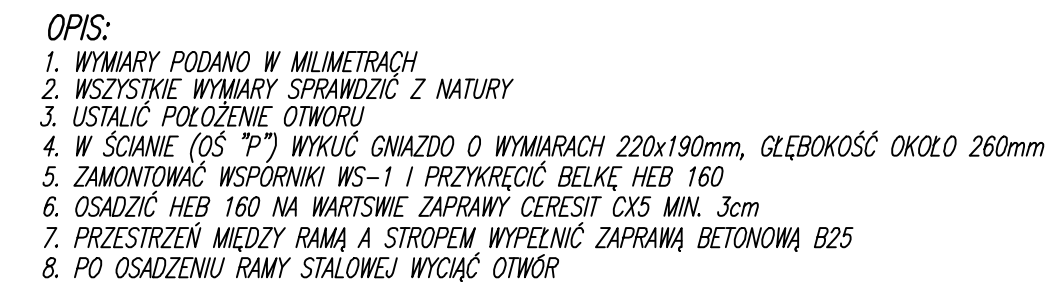 OPIS:
1. WYMIARY PODANO W MILIMETRACH
2. WSZYSTKIE WYMIARY SPRAWDZIĆ Z NATURY
3. USTALIĆ POŁOŻENIE OTWORU
4. W ŚCIANIE (OŚ "P") WYKUĆ GNIAZDO O WYMIARACH 220x190mm, GŁĘBOKOŚĆ OKOŁO 260mm
5. ZAMONTOWAĆ WSPORNIKI WS-1 I PRZYKRĘCIĆ BELKĘ HEB 160
6. OSADZIĆ HEB 160 NA WARTSWIE ZAPRAWY CERESIT CX5 MIN. 3cm
7. PRZESTRZEŃ MIĘDZY RAMĄ A STROPEM WYPEŁNIĆ ZAPRAWĄ BETONOWĄ B25
8. PO OSADZENIU RAMY STALOWEJ WYCIĄĆ OTWÓR